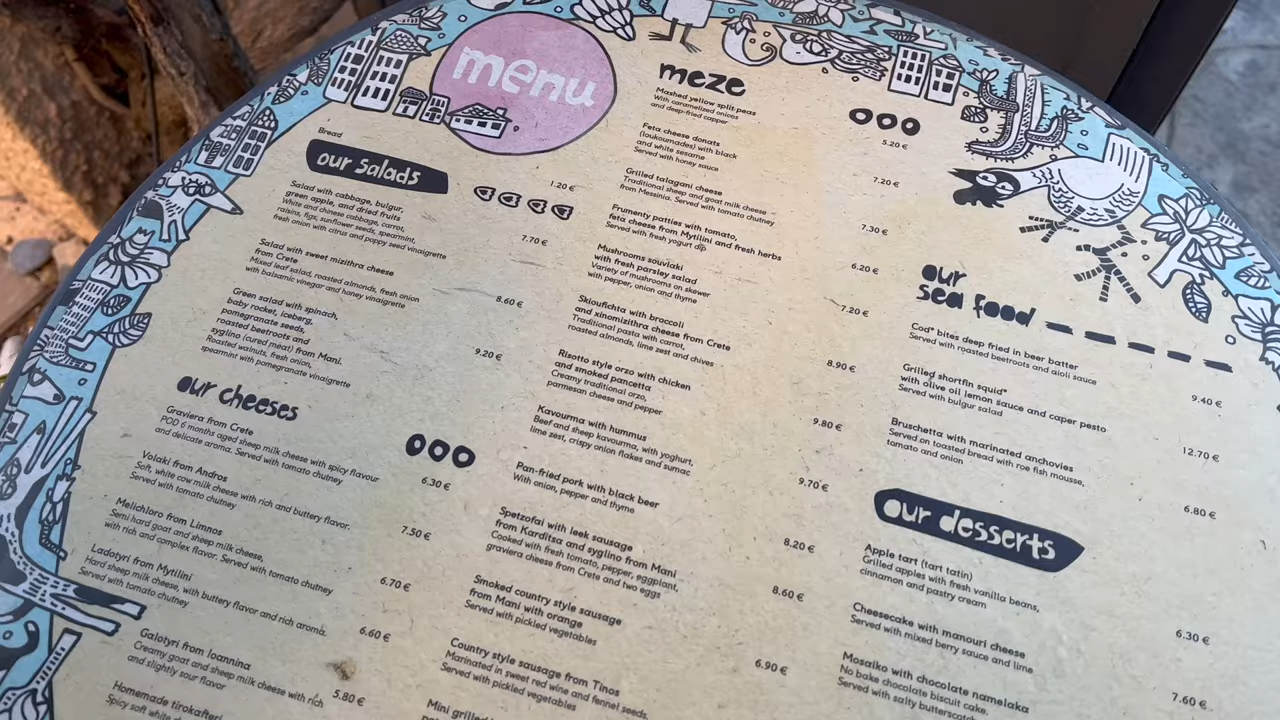 menu
Bread
1.20 €
our salads
Salad with cabbage, bulgur,
green apple, and dried fruits
White and chinese cabbage, carrot,
raisins, figs, sunflower seeds, spearmint,
fresh onion with citrus and poppy seed vinaigrette
7.70 €
Salad with sweet mizithra cheese
from Crete
Mixed leaf salad, roasted almonds, fresh onion
with balsamic vinegar and honey vinaigrette
8.60 €
Green salad with spinach,
baby rocket, iceberg,
pomegranate seeds,
roasted beetroots and
syglino (cured meat) from Mani.
Roasted walnuts, fresh onion,
spearmint with pomegranate vinaigrette
9.20 €
our cheeses
Graviera from Crete
POD 6 months aged sheep milk cheese with spicy flavour
and delicate aroma. Served with tomato chutney
6.30 €
Volaki from Andros
Soft, white cow milk cheese with rich and buttery flavor.
Served with tomato chutney
7.50 €
Melichloro from Limnos
Semi hard goat and sheep milk cheese,
with rich and complex flavor. Served with tomato chutney
6.70 €
Ladotyri from Mytilini
Hard sheep milk cheese, with buttery flavor and rich aroma.
Served with tomato chutney
6.60 €
Galotyri from Ioannina
Creamy goat and sheep milk cheese with rich
and slightly sour flavor
5.80 €
Homemade tirokafteri
Spicy soft white
meze
Mashed yellow split peas
With caramelized onions
and deep-fried capper
5.20 €
Feta cheese donats
(loukoumades) with black
and white sesame
Served with honey sauce
7.20 €
Grilled talagani cheese
Traditional sheep and goat milk cheese
from Messinia. Served with tomato chutney
7.30 €
Frumenty patties with tomato,
feta cheese from Mytilini and fresh herbs
Served with fresh yogurt dip
6.20 €
Mushrooms souvlaki
with fresh parsley salad
Variety of mushrooms on skewer
with pepper, onion and thyme
7.20 €
Skioufichta with broccoli
and xinomizithra cheese from Crete
Traditional pasta with carrot,
roasted almonds, lime zest and chives
8.90 €
Risotto style orzo with chicken
and smoked pancetta
Creamy traditional orzo,
parmesan cheese and pepper
9.80 €
Kavourma with hummus
Beef and sheep kavourma, with yoghurt,
lime zest, crispy onion flakes and sumac
9.70 €
Pan-fried pork with black beer
With onion, pepper and thyme
8.20 €
Spetzofai with leek sausage
from Karditsa and syglino from Mani
Cooked with fresh tomato, pepper, eggplant,
graviera cheese from Crete and two eggs
8.60 €
Smoked country style sausage
from Mani with orange
Served with pickled vegetables
6.90 €
Country style sausage from Tinos
Marinated in sweet red wine and fennel seeds.
Served with pickled vegetables
Mini grilled
our
sea food
Cod* bites deep fried in beer batter
Served with roasted beetroots and aioli sauce
9.40 €
Grilled shortfin squid*
with olive oil lemon sauce and caper pesto
Served with bulgur salad
12.70 €
Bruschetta with marinated anchovies
Served on toasted bread with roe fish mousse,
tomato and onion
6.80 €
our desserts
Apple tart (tart tatin)
Grilled apples with fresh vanilla beans,
cinnamon and pastry cream
6.30 €
Cheesecake with manouri cheese
Served with mixed berry sauce and lime
7.60 €
Mosaiko with chocolate namelaka
No bake chocolate biscuit cake.
Served with salty butterscotch